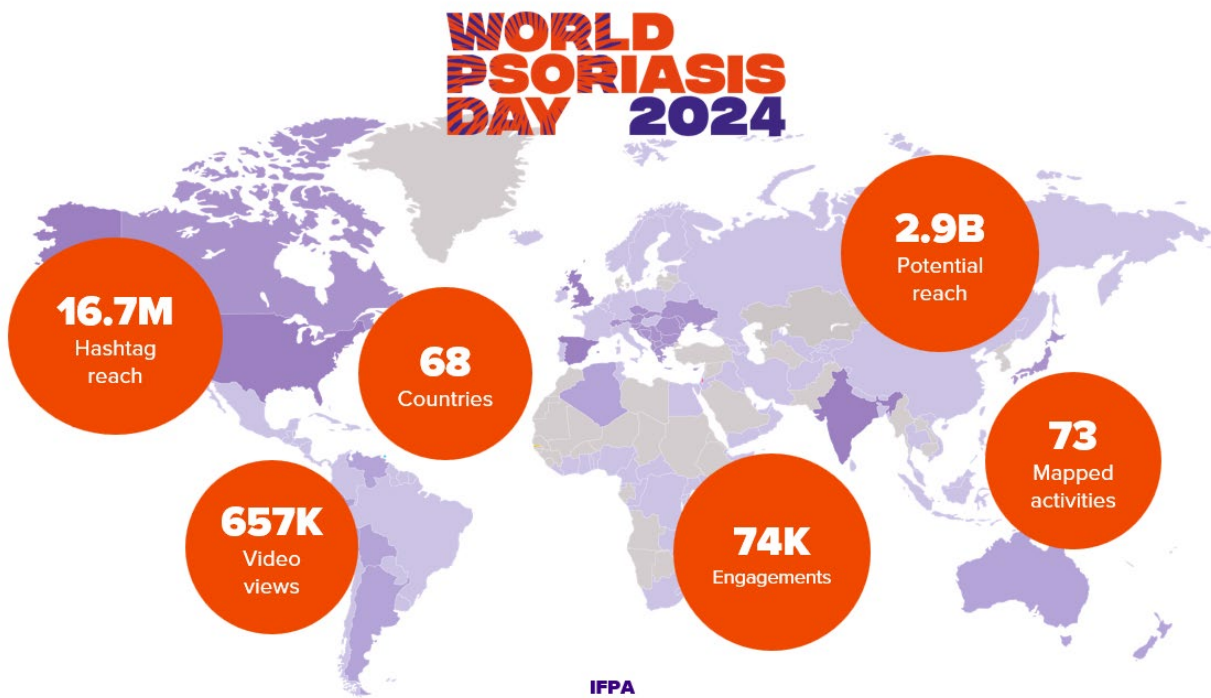 WORLD
PSORIASIS
DAY 2024
16.7M
Hashtag
reach
68
Countries
2.9B
Potential
reach
657K
Video
views
74K
Engagements
73
Mapped
activities
IFPA